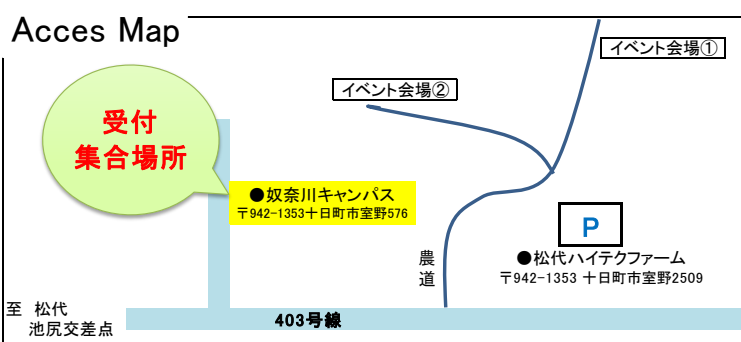 Acces Map
イベント会場①
イベント会場②
受付
集合場所
●奴奈川キャンパス
〒942-1353十日町市室野576
P
農道
●松代ハイテクファーム
〒942-1353 十日町市室野2509
至 松代
池尻交差点
403号線